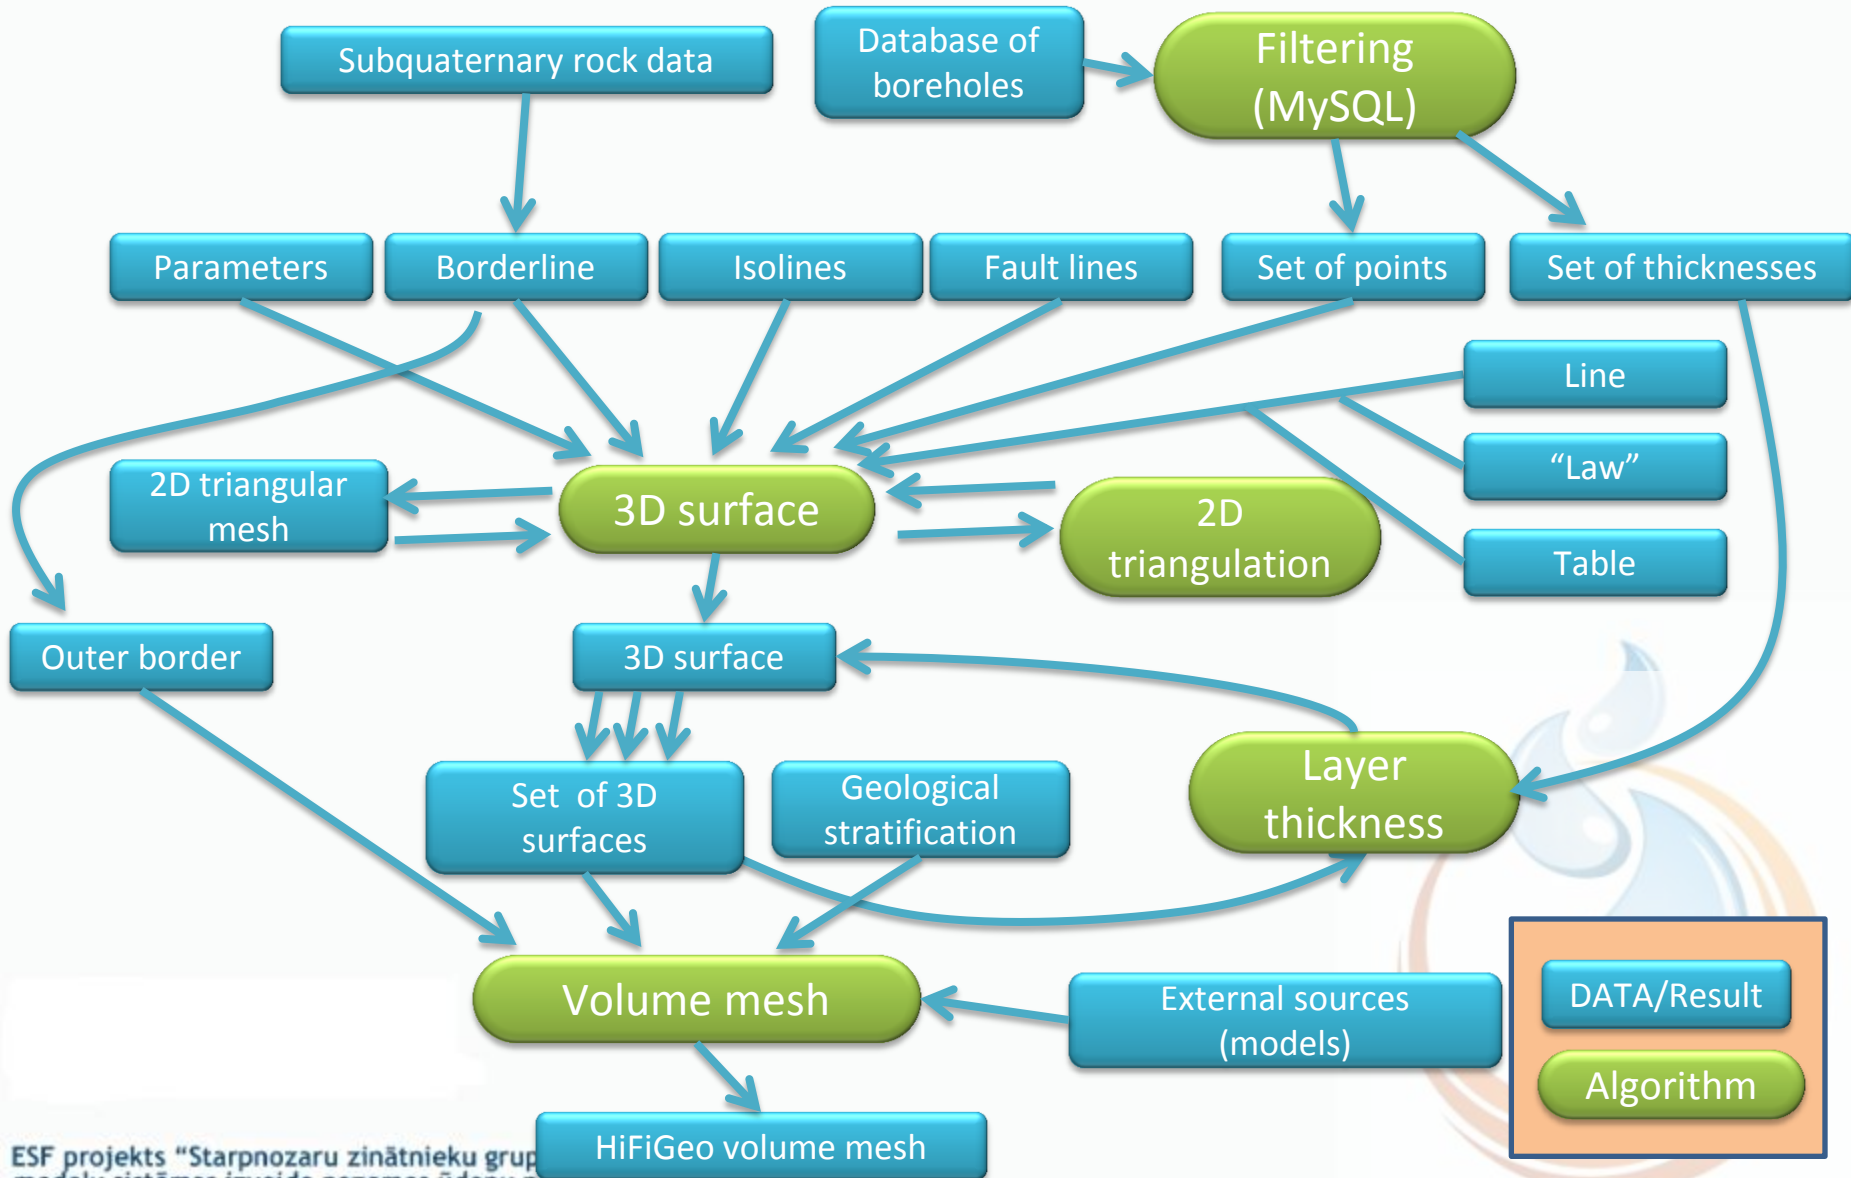 Subquaternary rock data
Database of
boreholes
Filtering
(MySQL)
Parameters
Borderline
Isolines
Fault lines
Set of points
Set of thicknesses
Line
“Law”
Table
2D triangular
mesh
3D surface
2D
triangulation
Outer border
3D surface
Set of 3D
surfaces
Geological
stratification
Layer
thickness
Volume mesh
External sources
(models)
HiFiGeo volume mesh
DATA/Result
Algorithm
ESF projekts “Starpnozaru zinātnieku grup